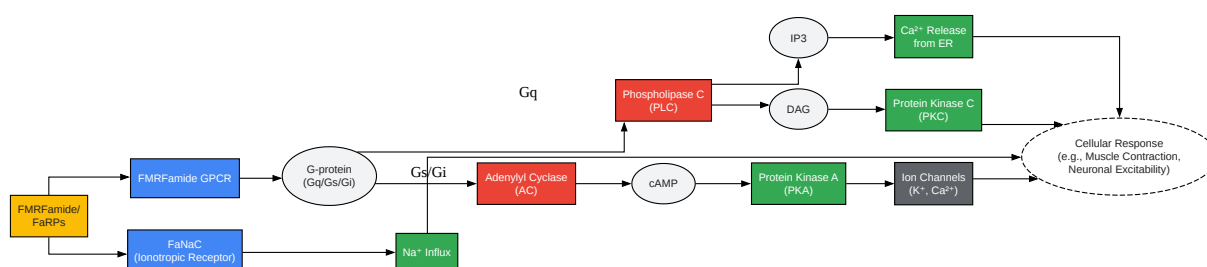 IP3
Ca²⁺ Release
from ER
Gq
Phospholipase C
(PLC)
DAG
Protein Kinase C
(PKC)
Cellular Response
(e.g., Muscle Contraction,
Neuronal Excitability)
FMRFamide GPCR
G-protein
(Gq/Gs/Gi)
Gs/Gi
Adenylyl Cyclase
(AC)
cAMP
Protein Kinase A
(PKA)
Ion Channels
(K⁺, Ca²⁺)
FMRFamide/
FaRPs
FaNaC
(Ionotropic Receptor)
Na⁺ Influx